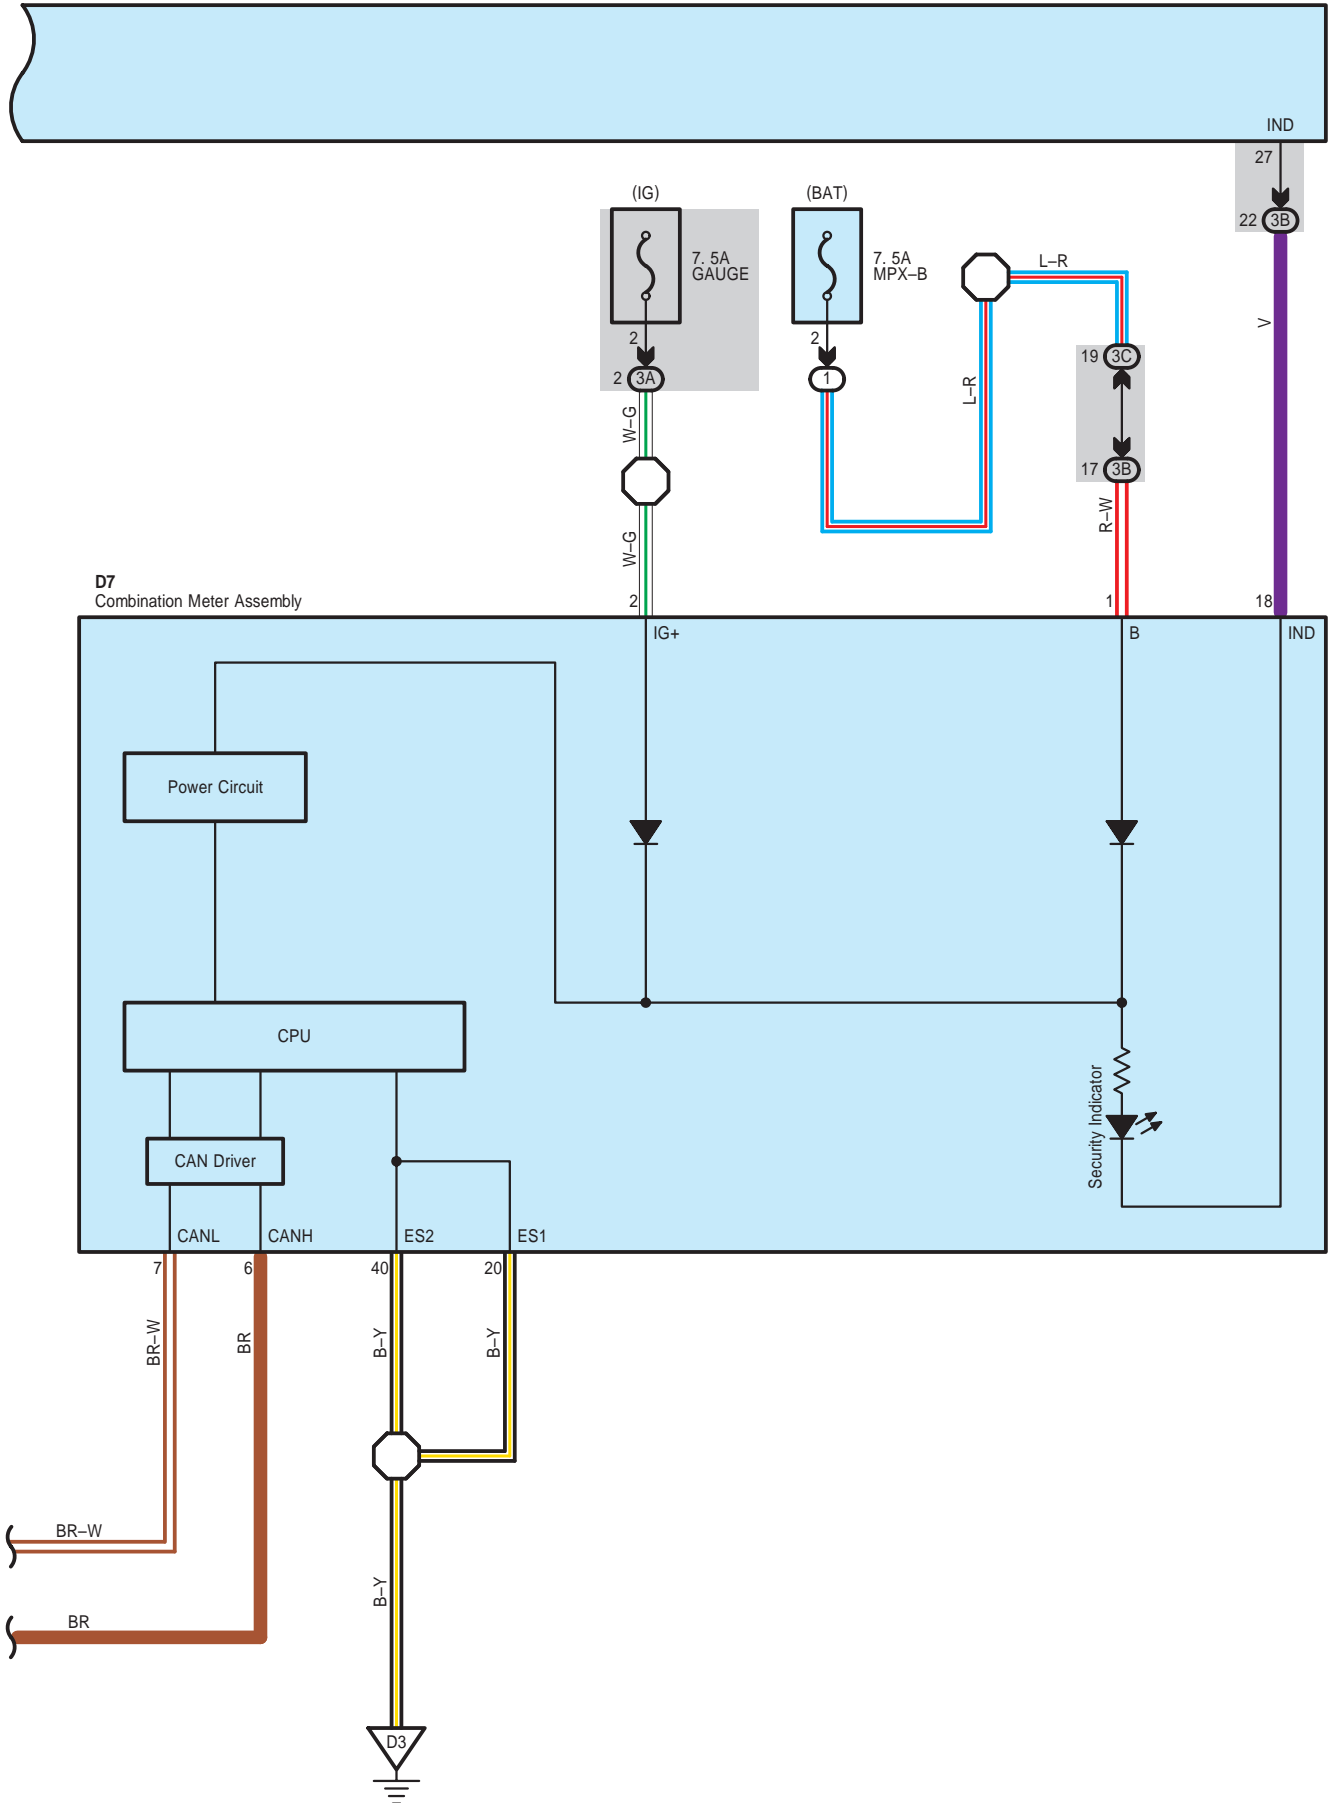 IND
27
22 3B
(IG)
7. 5A
GAUGE
2
2 3A
(BAT)
7. 5A
MPX–B
2
1
L–R
L–R
19 3C
17 3B
V
W–G
W–G
R–W
D7
Combination Meter Assembly
2
1
18
IG+
B
IND
Power Circuit
CPU
Security Indicator
CAN Driver
CANL
CANH
ES2
ES1
7
6
40
20
BR–W
BR
B–Y
B–Y
BR–W
B–Y
BR
D3